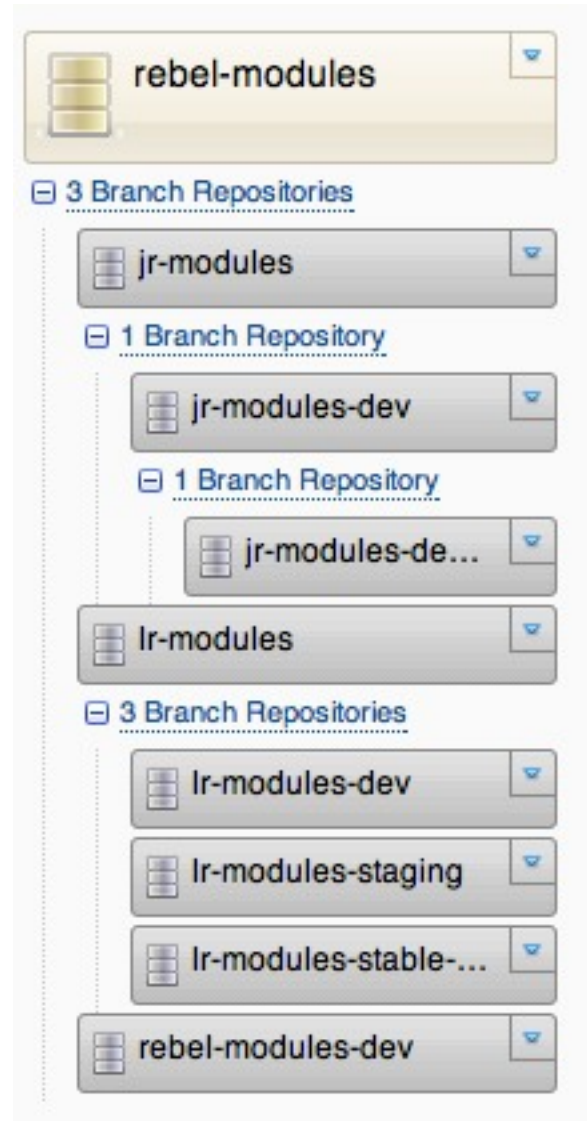 rebel-modules
3 Branch Repositories
jr-modules
1 Branch Repository
jr-modules-dev
1 Branch Repository
jr-modules-de...
lr-modules
3 Branch Repositories
lr-modules-dev
lr-modules-staging
lr-modules-stable-...
rebel-modules-dev